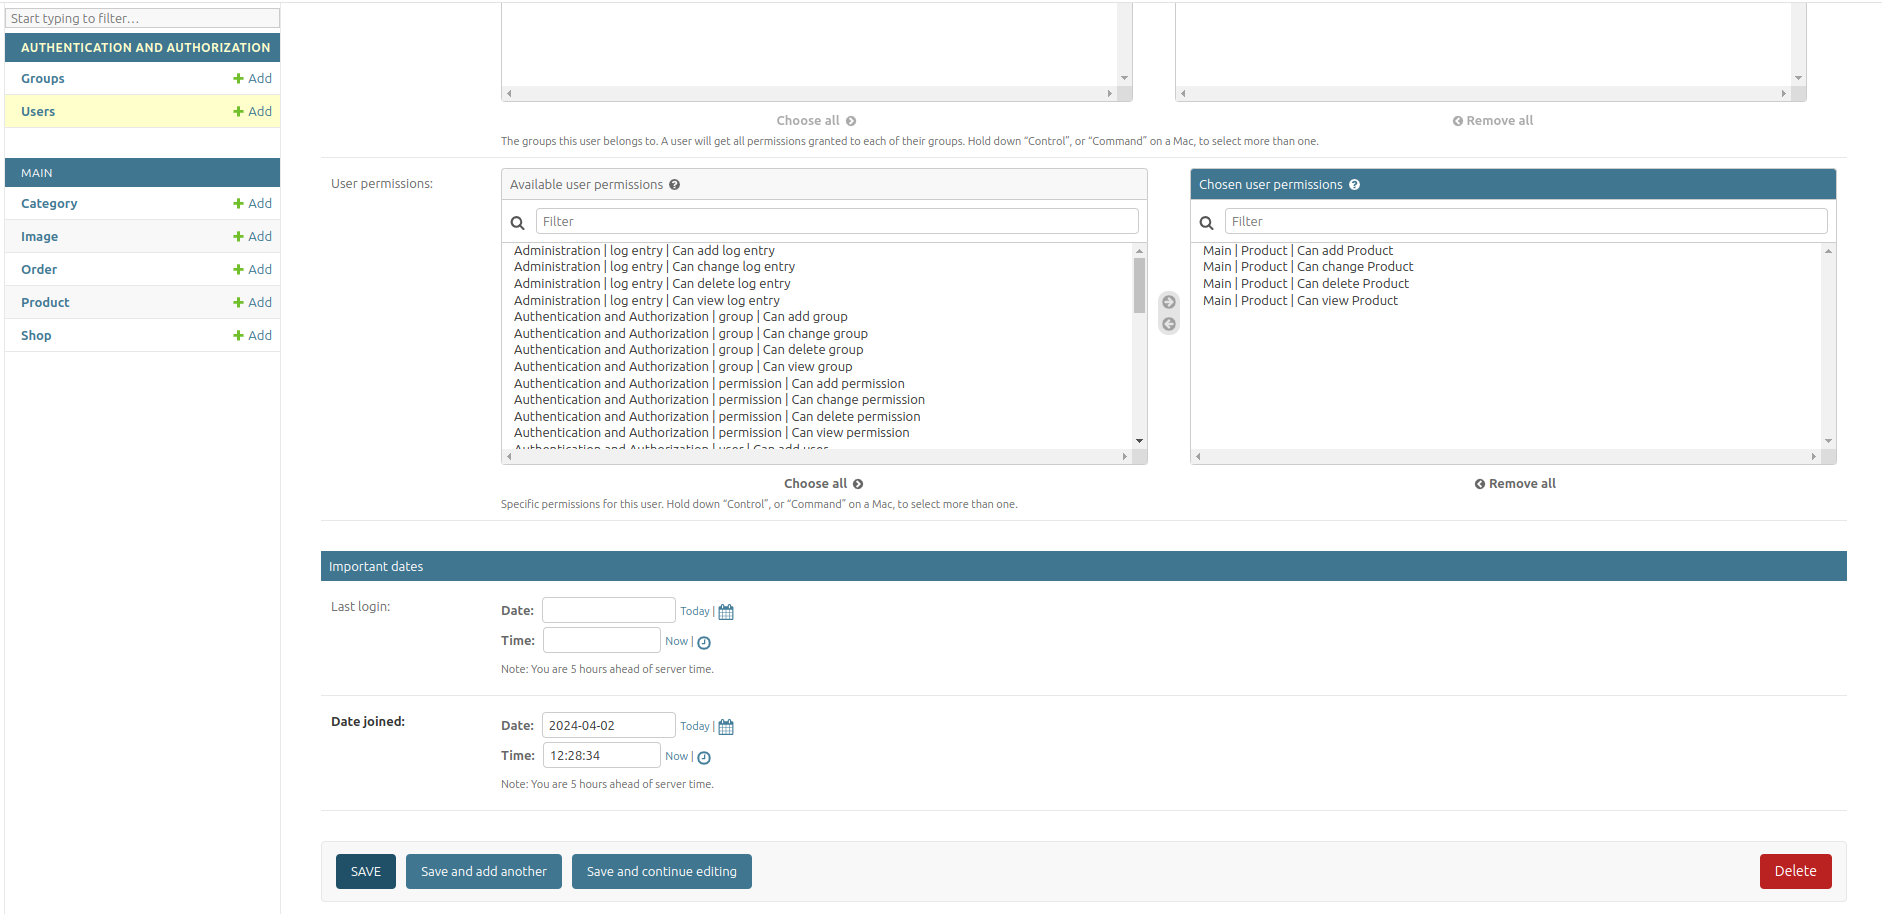 Start typing to filter…
AUTHENTICATION AND AUTHORIZATION
Groups
Add
Users
Add
MAIN
Category
Add
Image
Add
Order
Add
Product
Add
Shop
Add
Choose all
Remove all
The groups this user belongs to. A user will get all permissions granted to each of their groups. Hold down “Control”, or “Command” on a Mac, to select more than one.
User permissions:
Available user permissions
Filter
Administration | log entry | Can add log entry
Administration | log entry | Can change log entry
Administration | log entry | Can delete log entry
Administration | log entry | Can view log entry
Authentication and Authorization | group | Can add group
Authentication and Authorization | group | Can change group
Authentication and Authorization | group | Can delete group
Authentication and Authorization | group | Can view group
Authentication and Authorization | permission | Can add permission
Authentication and Authorization | permission | Can change permission
Authentication and Authorization | permission | Can delete permission
Authentication and Authorization | permission | Can view permission
Authentication and Authorization | user | Can add user
Choose all
Chosen user permissions
Filter
Main | Product | Can add Product
Main | Product | Can change Product
Main | Product | Can delete Product
Main | Product | Can view Product
Remove all
Specific permissions for this user. Hold down “Control”, or “Command” on a Mac, to select more than one.
Important dates
Last login:
Date: Today |
Time: Now |
Note: You are 5 hours ahead of server time.
Date joined:
Date: 2024-04-02 Today |
Time: 12:28:34 Now |
Note: You are 5 hours ahead of server time.
SAVE
Save and add another
Save and continue editing
Delete